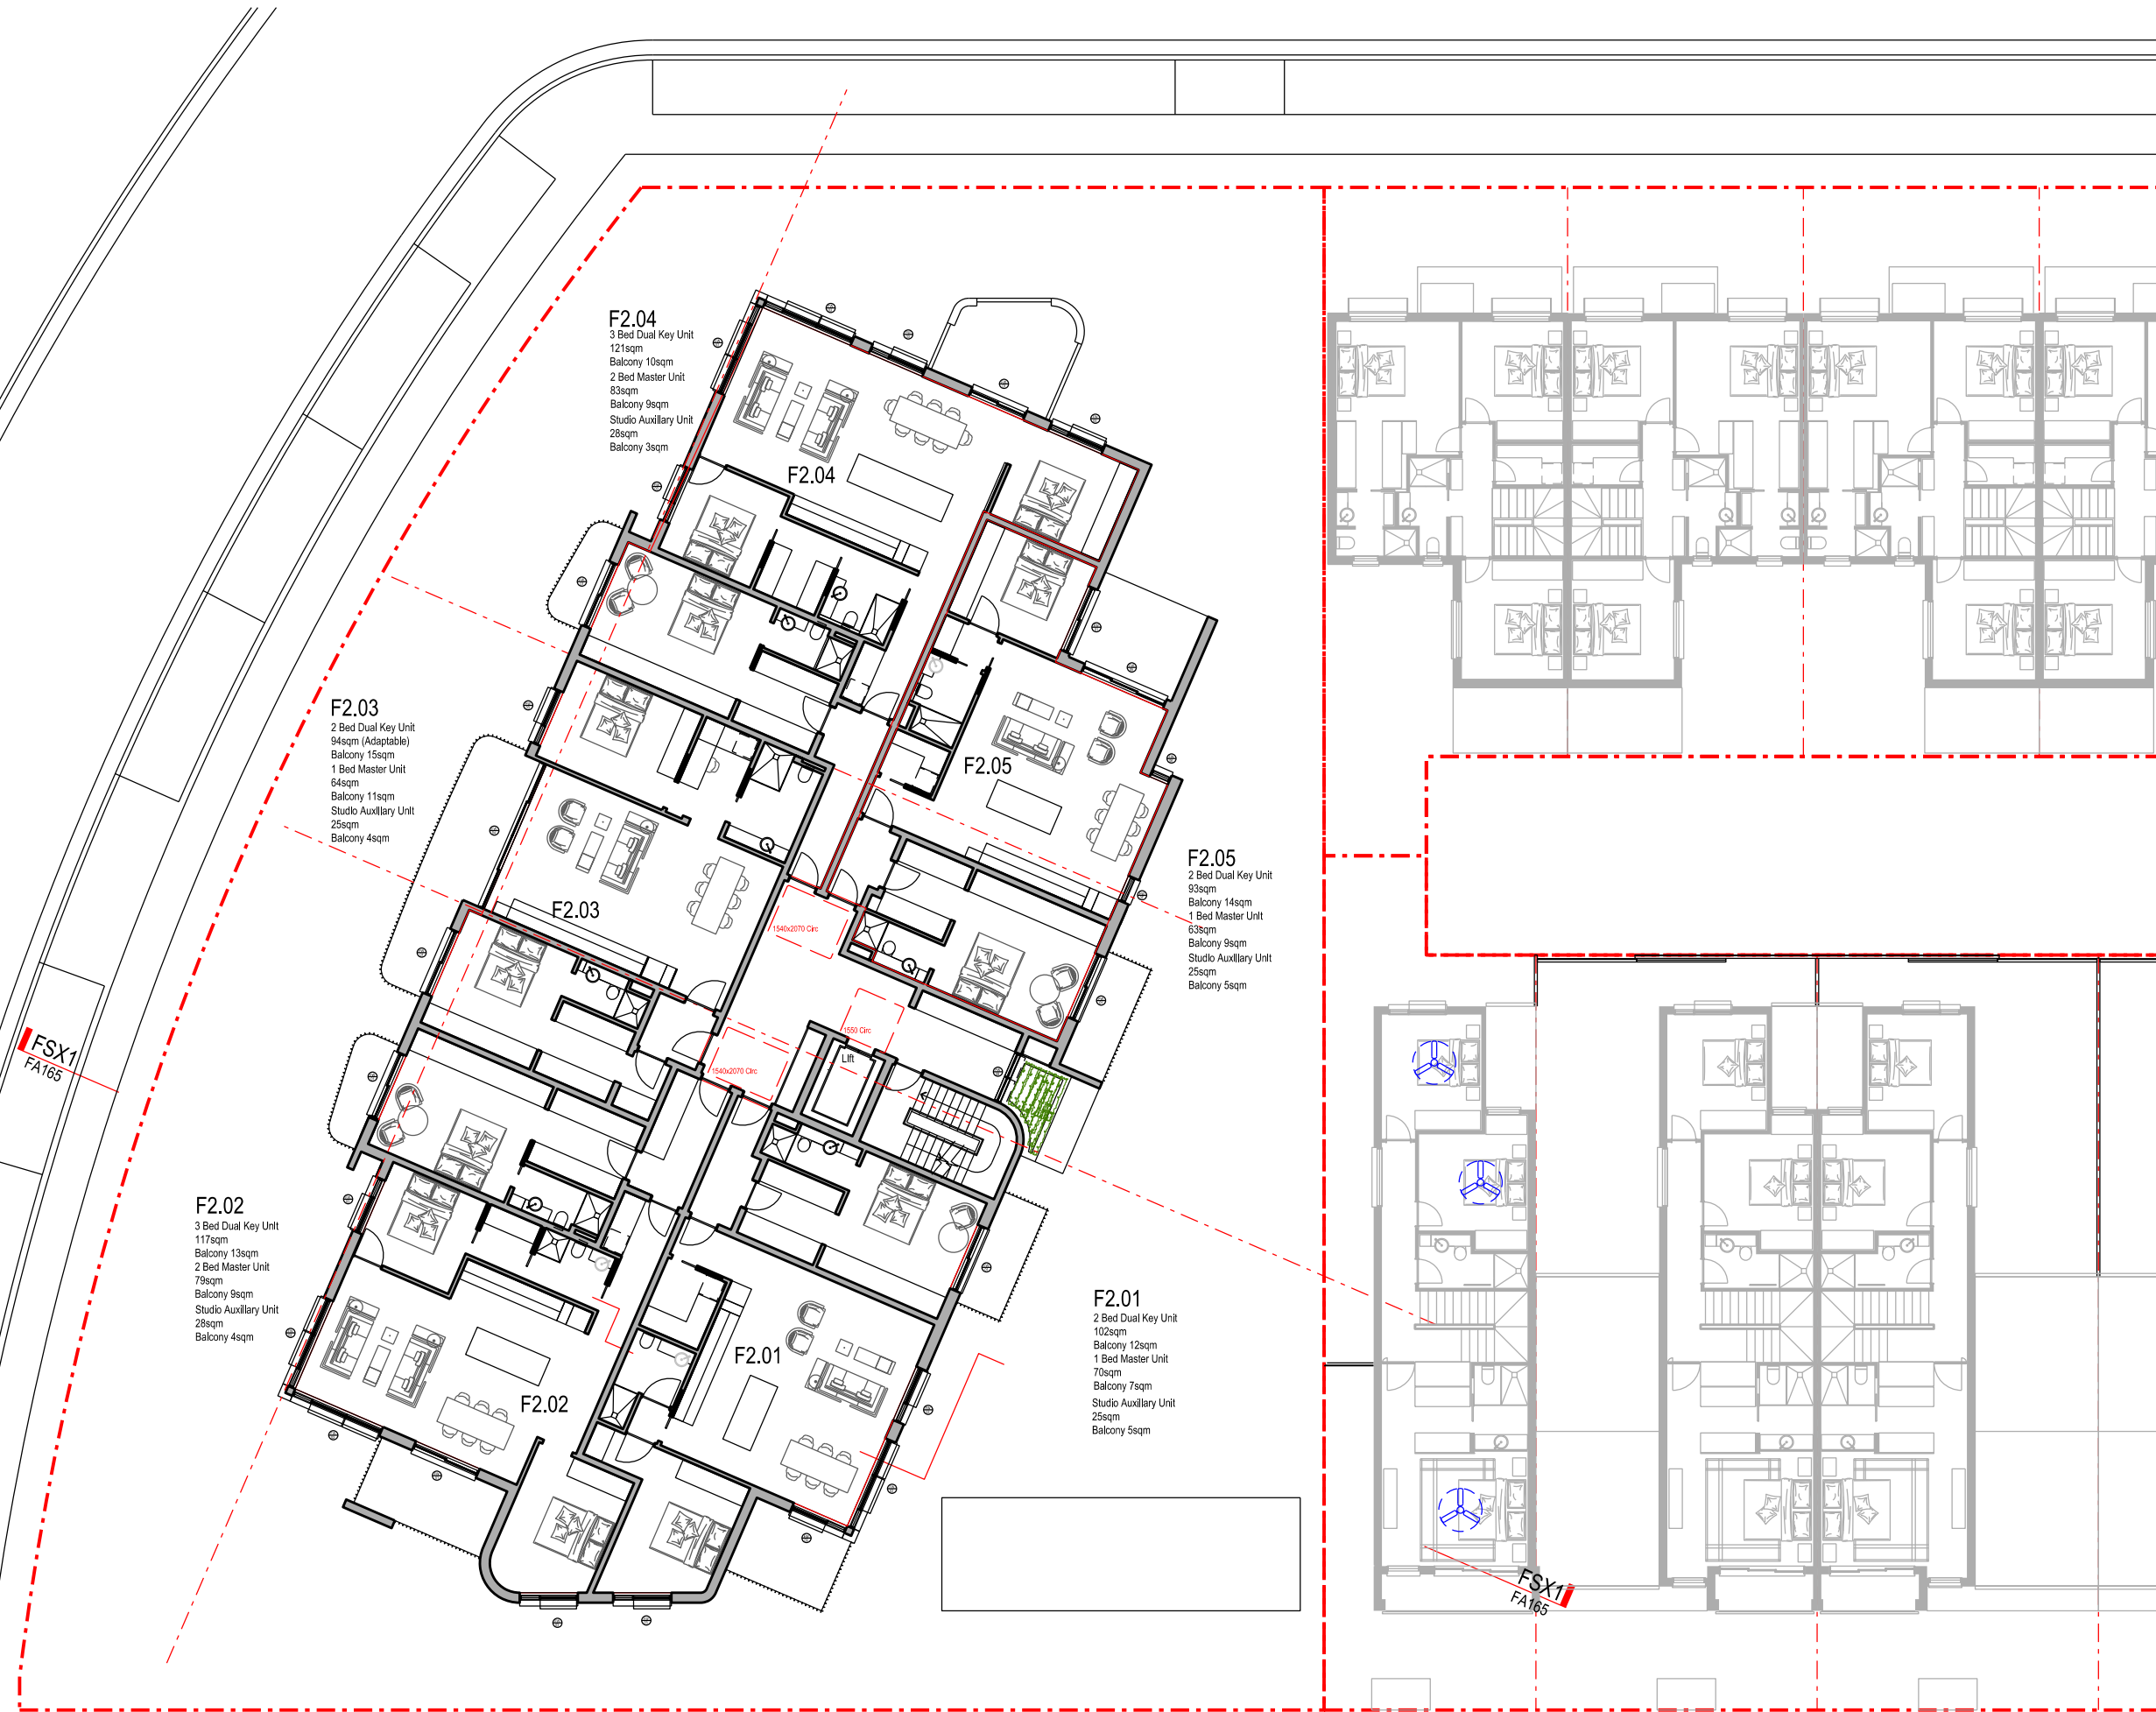 F2.04
3 Bed Dual Key Unit
121sqm
Balcony 10sqm
2 Bed Master Unit
83sqm
Balcony 9sqm
Studio Auxillary Unit
28sqm
Balcony 3sqm
F2.04
F2.03
2 Bed Dual Key Unit
94sqm (Adaptable)
Balcony 15sqm
1 Bed Master Unit
64sqm
Balcony 11sqm
Studio Auxillary Unit
25sqm
Balcony 4sqm
F2.05
F2.05
2 Bed Dual Key Unit
93sqm
Balcony 14sqm
1 Bed Master Unit
63sqm
Balcony 9sqm
Studio Auxillary Unit
25sqm
Balcony 5sqm
F2.03
1540x2070 Circ
1550 Circ
Lift
1540x2070 Circ
FSX1
FA165
F2.02
3 Bed Dual Key Unit
117sqm
Balcony 13sqm
2 Bed Master Unit
79sqm
Balcony 9sqm
Studio Auxillary Unit
28sqm
Balcony 4sqm
F2.01
2 Bed Dual Key Unit
102sqm
Balcony 12sqm
1 Bed Master Unit
70sqm
Balcony 7sqm
Studio Auxillary Unit
25sqm
Balcony 5sqm
F2.01
F2.02
FSX1
FA165